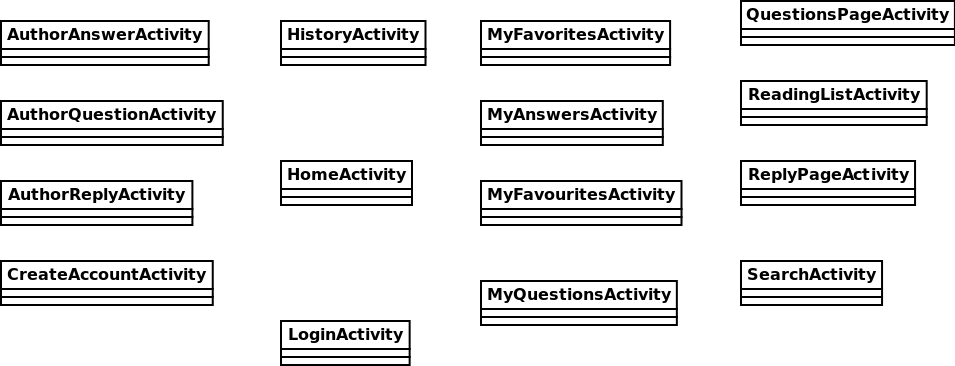 AuthorAnswerActivity
AuthorQuestionActivity
AuthorReplyActivity
CreateAccountActivity
HistoryActivity
HomeActivity
LoginActivity
MyFavoritesActivity
MyAnswersActivity
MyFavouritesActivity
MyQuestionsActivity
QuestionsPageActivity
ReadingListActivity
ReplyPageActivity
SearchActivity